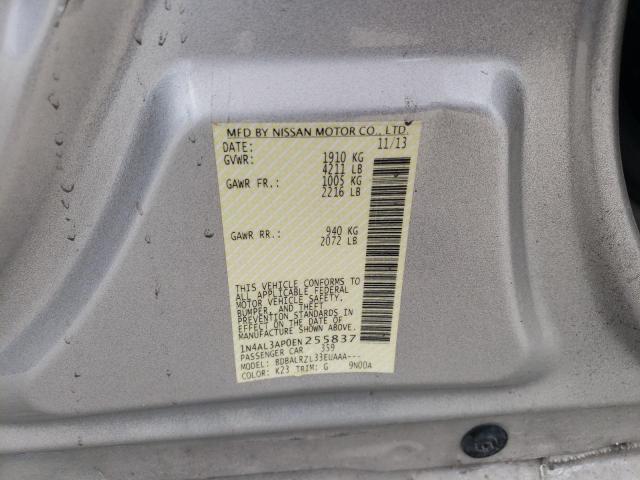 MFD BY NISSAN MOTOR CO., LTD.
DATE: 11/13
GVWR: 1910 KG
4211 LB
GAWR FR.: 1005 KG
2216 LB
GAWR RR.: 940 KG
2072 LB
THIS VEHICLE CONFORMS TO
ALL APPLICABLE FEDERAL
MOTOR VEHICLE SAFETY,
BUMPER, AND THEFT
PREVENTION STANDARDS IN
EFFECT ON THE DATE OF
MANUFACTURE SHOWN ABOVE.
1N4AL3AP0EN255837
PASSENGER CAR 359
MODEL: BDBALRZL33EUAAA---
COLOR: K23 TRIM: G 9N00A